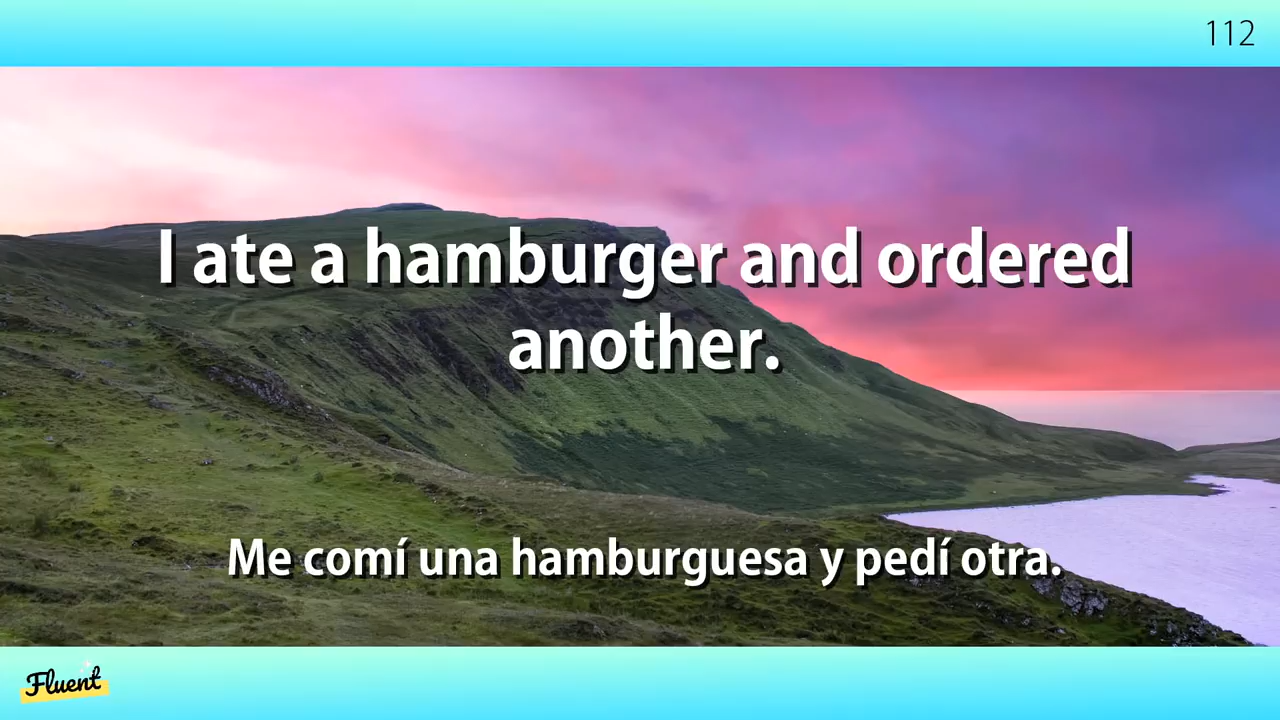 112
I ate a hamburger and ordered
another.
Me comí una hamburguesa y pedí otra.
Fluent